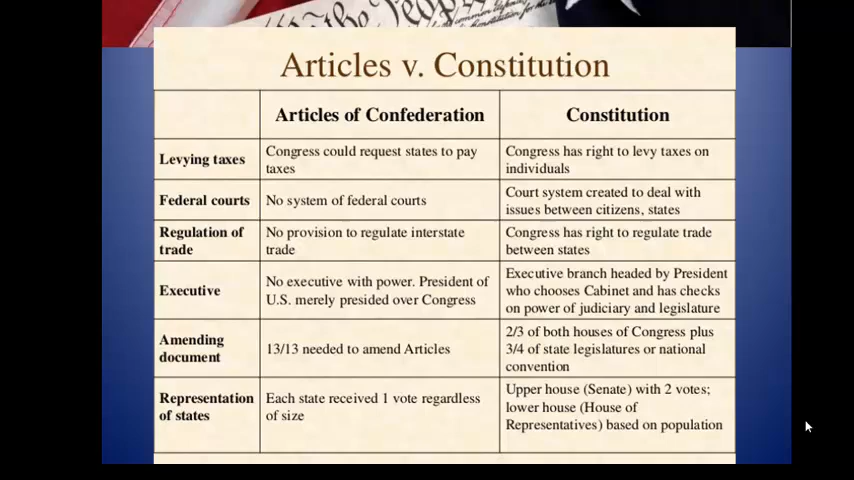 the People
Articles v. Constitution
Articles of Confederation
Constitution
Levying taxes
Congress could request states to pay
taxes
Congress has right to levy taxes on
individuals
Federal courts
No system of federal courts
Court system created to deal with
issues between citizens, states
Regulation of
trade
No provision to regulate interstate
trade
Congress has right to regulate trade
between states
Executive
No executive with power. President of
U.S. merely presided over Congress
Executive branch headed by President
who chooses Cabinet and has checks
on power of judiciary and legislature
Amending
document
13/13 needed to amend Articles
2/3 of both houses of Congress plus
3/4 of state legislatures or national
convention
Representation
of states
Each state received 1 vote regardless
of size
Upper house (Senate) with 2 votes;
lower house (House of
Representatives) based on population